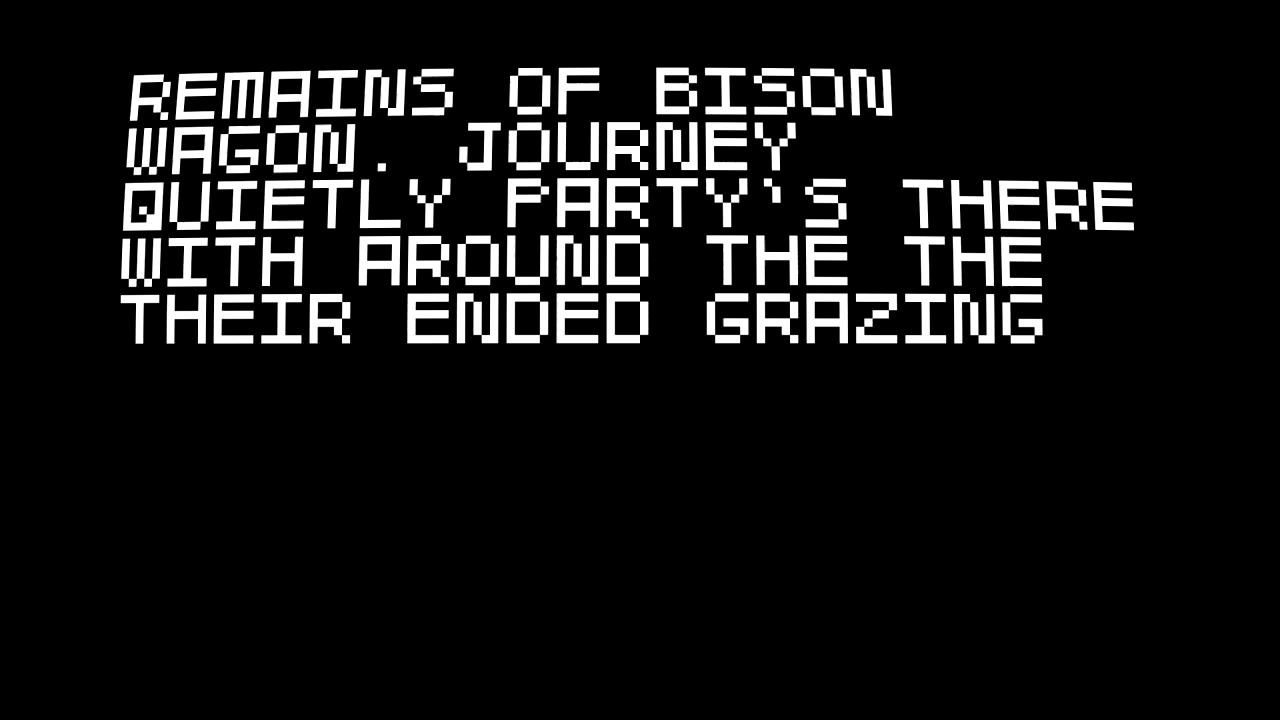 REMAINS OF BISON
WAGON. JOURNEY
QUIETLY PARTY'S THERE
WITH AROUND THE THE
THEIR ENDED GRAZING